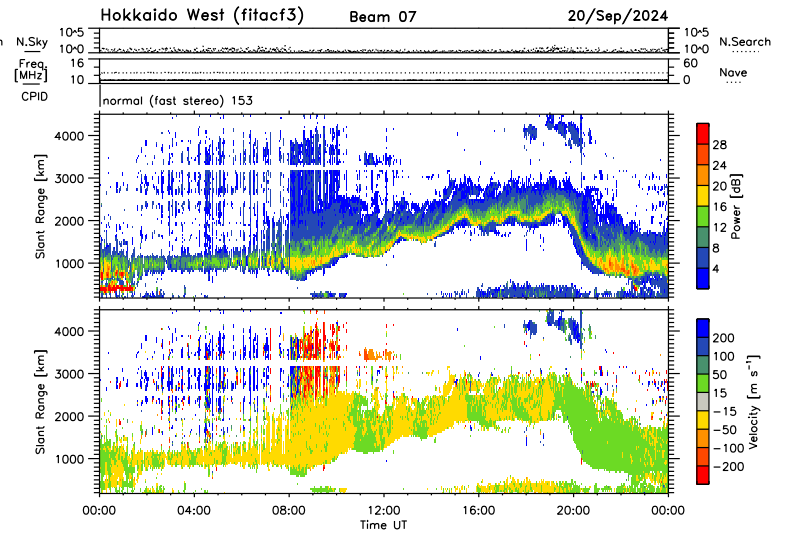 Hokkaido West (fitacf3) Beam 07 20/Sep/2024
n N.Sky 10^5 10^5 N.Search
10^0 10^0
Freq. 16 60 Nave
[MHz] 10 0
CPID normal (fast stereo) 153
Slant Range [km]
4000
3000
2000
1000
28
24
20
16
12
8
4
Power [dB]
Slant Range [km]
4000
3000
2000
1000
200
100
50
15
-15
-50
-100
-200
Velocity [m s⁻¹]
00:00 04:00 08:00 12:00 16:00 20:00 00:00
Time UT